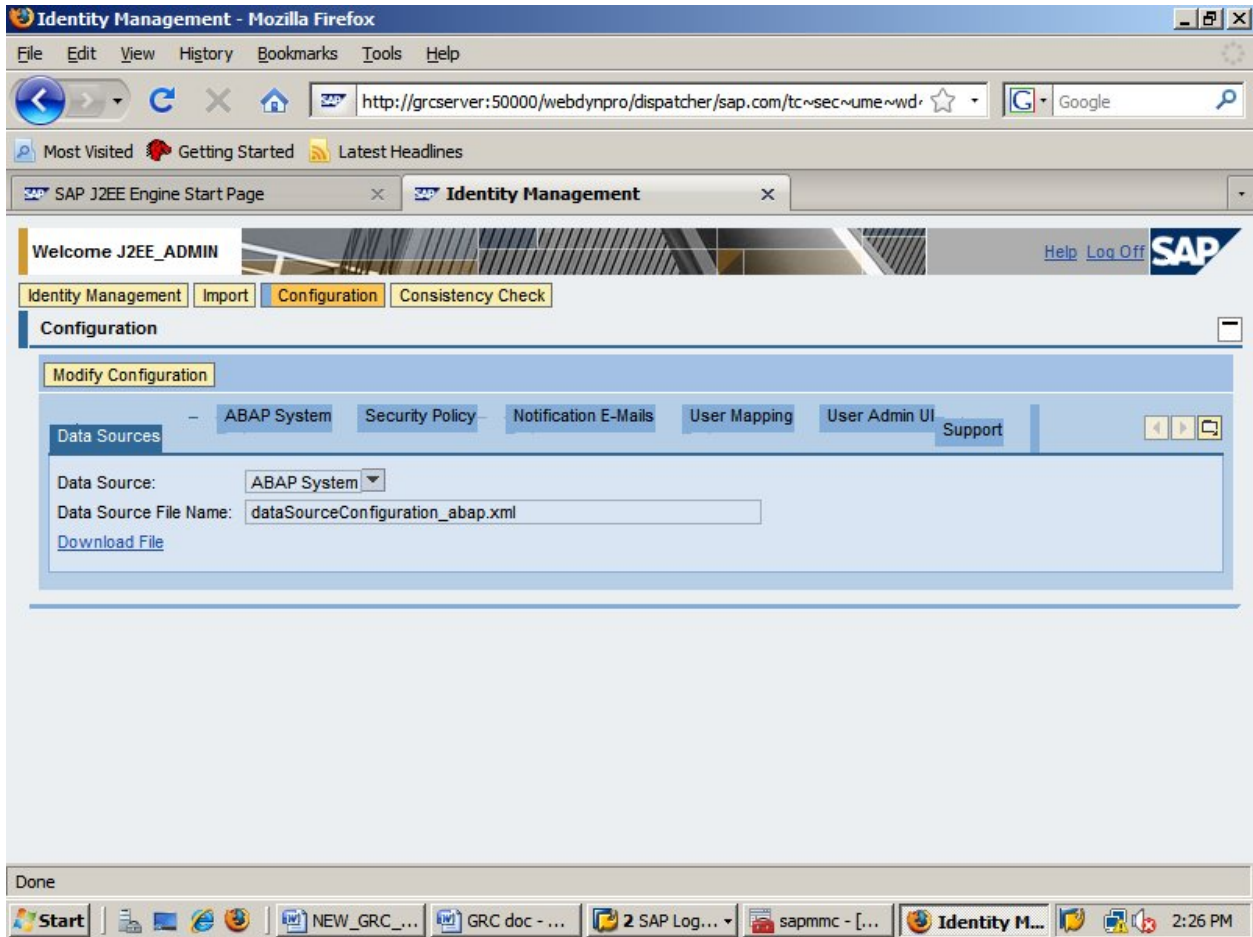 Identity Management - Mozilla Firefox
File Edit View History Bookmarks Tools Help
http://grcserver:50000/webdynpro/dispatcher/sap.com/tc~sec~ume~wd G Google
Most Visited Getting Started Latest Headlines
SAP SAP J2EE Engine Start Page SAP Identity Management
Welcome J2EE_ADMIN Help Log Off SAP
Identity Management Import Configuration Consistency Check
Configuration
Modify Configuration
Data Sources ABAP System Security Policy Notification E-Mails User Mapping User Admin UI Support
Data Source: ABAP System
Data Source File Name: dataSourceConfiguration_abap.xml
Download File
Done
Start NEW_GRC_... GRC doc - ... 2 SAP Log... sapmmc - [... Identity M... 2:26 PM